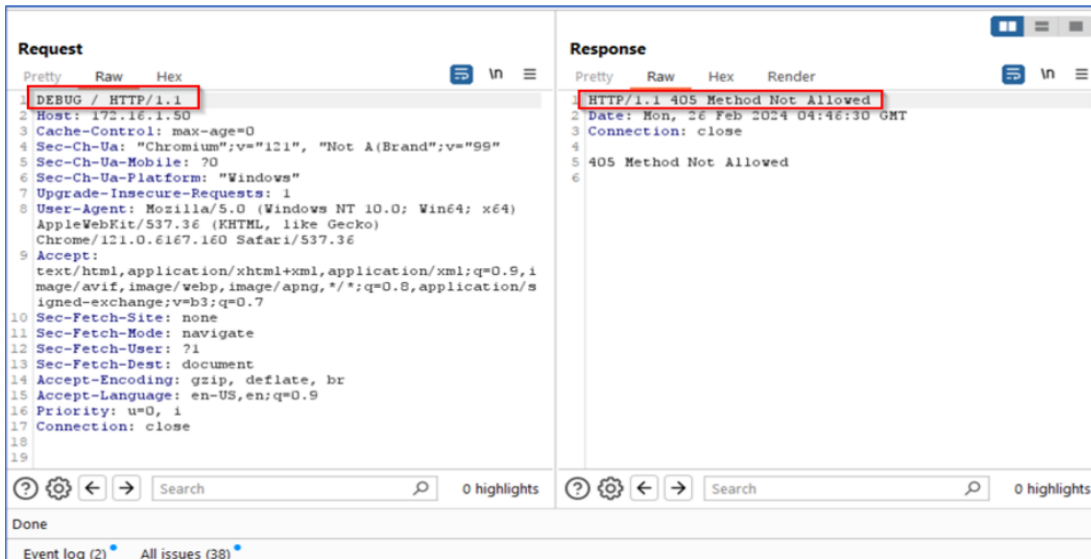 Request
Pretty Raw Hex
\n
1 DEBUG / HTTP/1.1
2 Host: 172.16.1.50
3 Cache-Control: max-age=0
4 Sec-Ch-Ua: "Chromium";v="121", "Not A(Brand";v="99"
5 Sec-Ch-Ua-Mobile: ?0
6 Sec-Ch-Ua-Platform: "Windows"
7 Upgrade-Insecure-Requests: 1
8 User-Agent: Mozilla/5.0 (Windows NT 10.0; Win64; x64)
AppleWebKit/537.36 (KHTML, like Gecko)
Chrome/121.0.6167.160 Safari/537.36
9 Accept:
text/html,application/xhtml+xml,application/xml;q=0.9,i
mage/avif,image/webp,image/apng,*/*;q=0.8,application/s
igned-exchange;v=b3;q=0.7
10 Sec-Fetch-Site: none
11 Sec-Fetch-Mode: navigate
12 Sec-Fetch-User: ?1
13 Sec-Fetch-Dest: document
14 Accept-Encoding: gzip, deflate, br
15 Accept-Language: en-US,en;q=0.9
16 Priority: u=0, i
17 Connection: close
18
19
Search 0 highlights
Response
Pretty Raw Hex Render
\n
1 HTTP/1.1 405 Method Not Allowed
2 Date: Mon, 26 Feb 2024 04:46:30 GMT
3 Connection: close
4
5 405 Method Not Allowed
6
Search 0 highlights
Done
Event log (2) All issues (38)